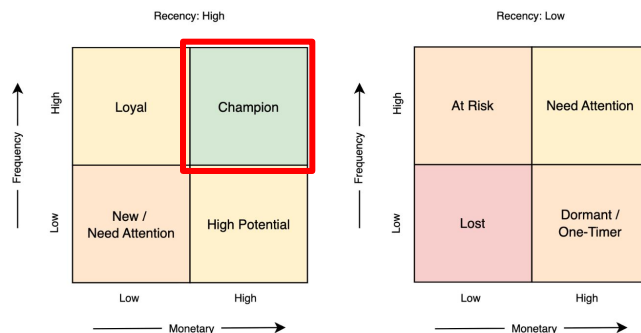 Recency: High
Frequency
High
Low
Loyal
Champion
New /
Need Attention
High Potential
Low
High
Monetary
Recency: Low
Frequency
High
Low
At Risk
Need Attention
Lost
Dormant /
One-Timer
Low
High
Monetary